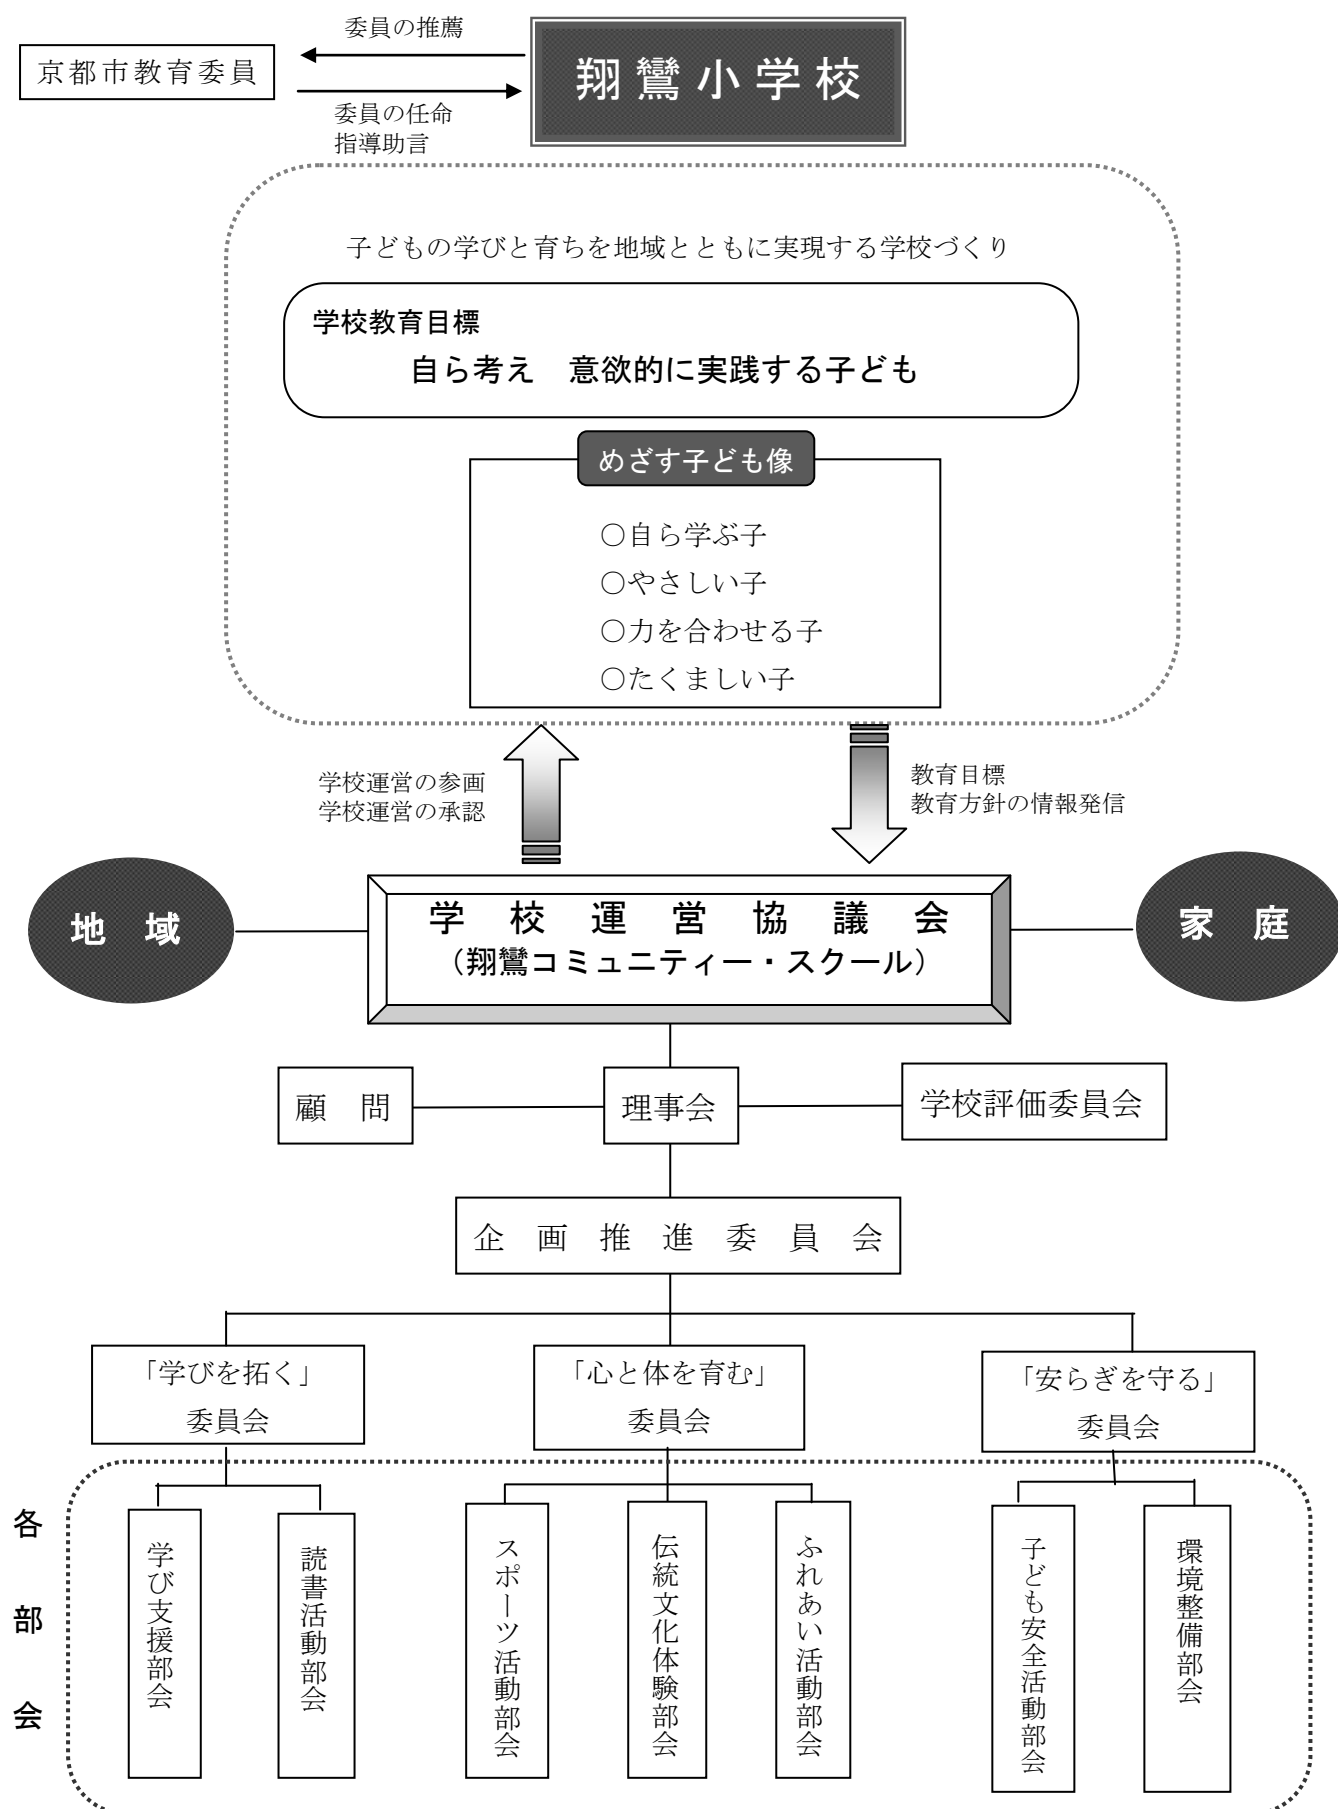 委員の推薦
京都市教育委員
翔鸞小学校
委員の任命
指導助言
子どもの学びと育ちを地域とともに実現する学校づくり
学校教育目標
自ら考え　意欲的に実践する子ども
めざす子ども像
○自ら学ぶ子
○やさしい子
○力を合わせる子
○たくましい子
学校運営の参画
学校運営の承認
教育目標
教育方針の情報発信
地　域
学校運営協議会
（翔鸞コミュニティー・スクール）
家　庭
顧　問
理事会
学校評価委員会
企画推進委員会
「学びを拓く」
委員会
「心と体を育む」
委員会
「安らぎを守る」
委員会
各部会
学び支援部会
読書活動部会
スポーツ活動部会
伝統文化体験部会
ふれあい活動部会
子ども安全活動部会
環境整備部会